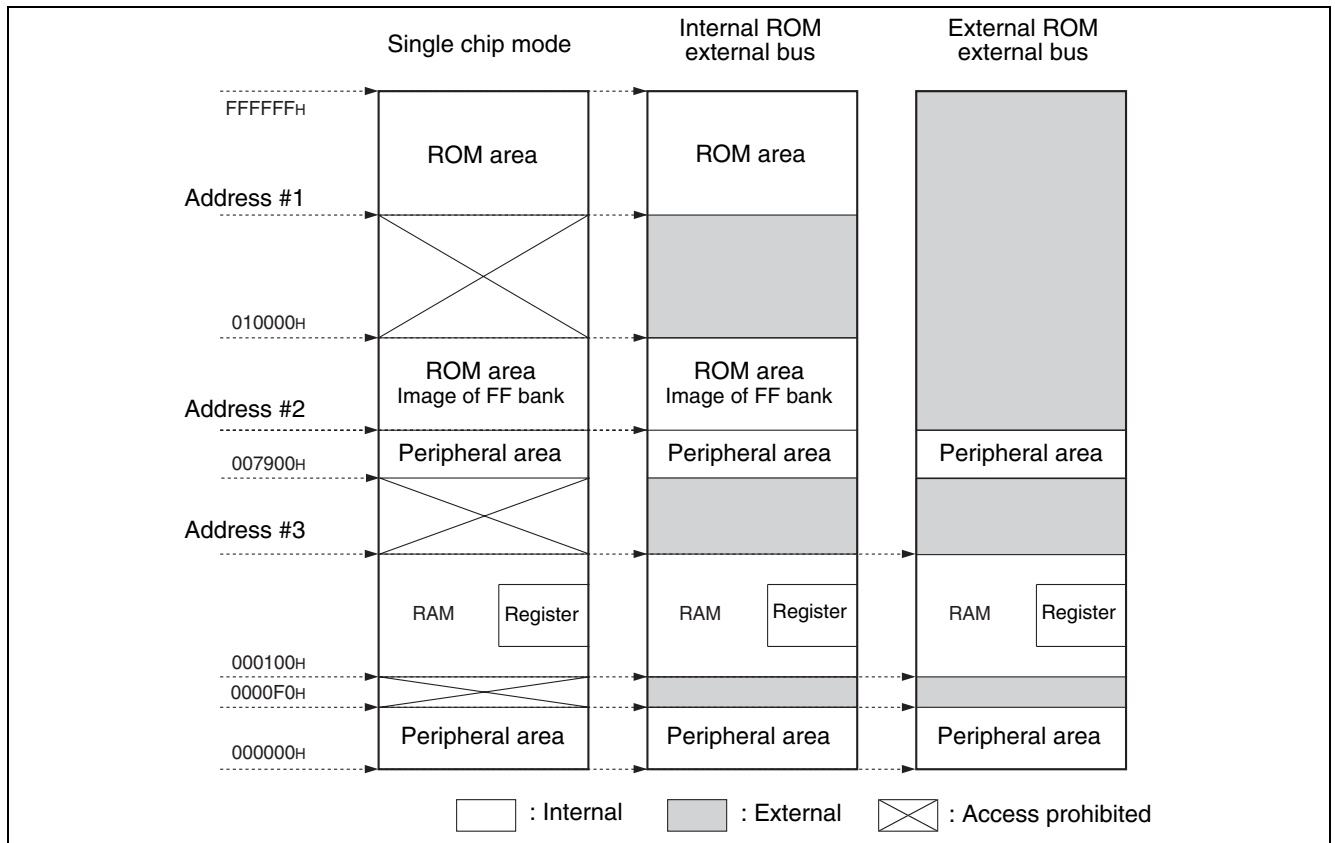 Single chip mode
Internal ROM
external bus
External ROM
external bus
FFFFFFH
ROM area
ROM area
Address #1
010000H
ROM area
Image of FF bank
ROM area
Image of FF bank
Address #2
Peripheral area
Peripheral area
Peripheral area
007900H
Address #3
RAM
Register
RAM
Register
RAM
Register
000100H
0000F0H
Peripheral area
Peripheral area
Peripheral area
000000H
: Internal
: External
: Access prohibited